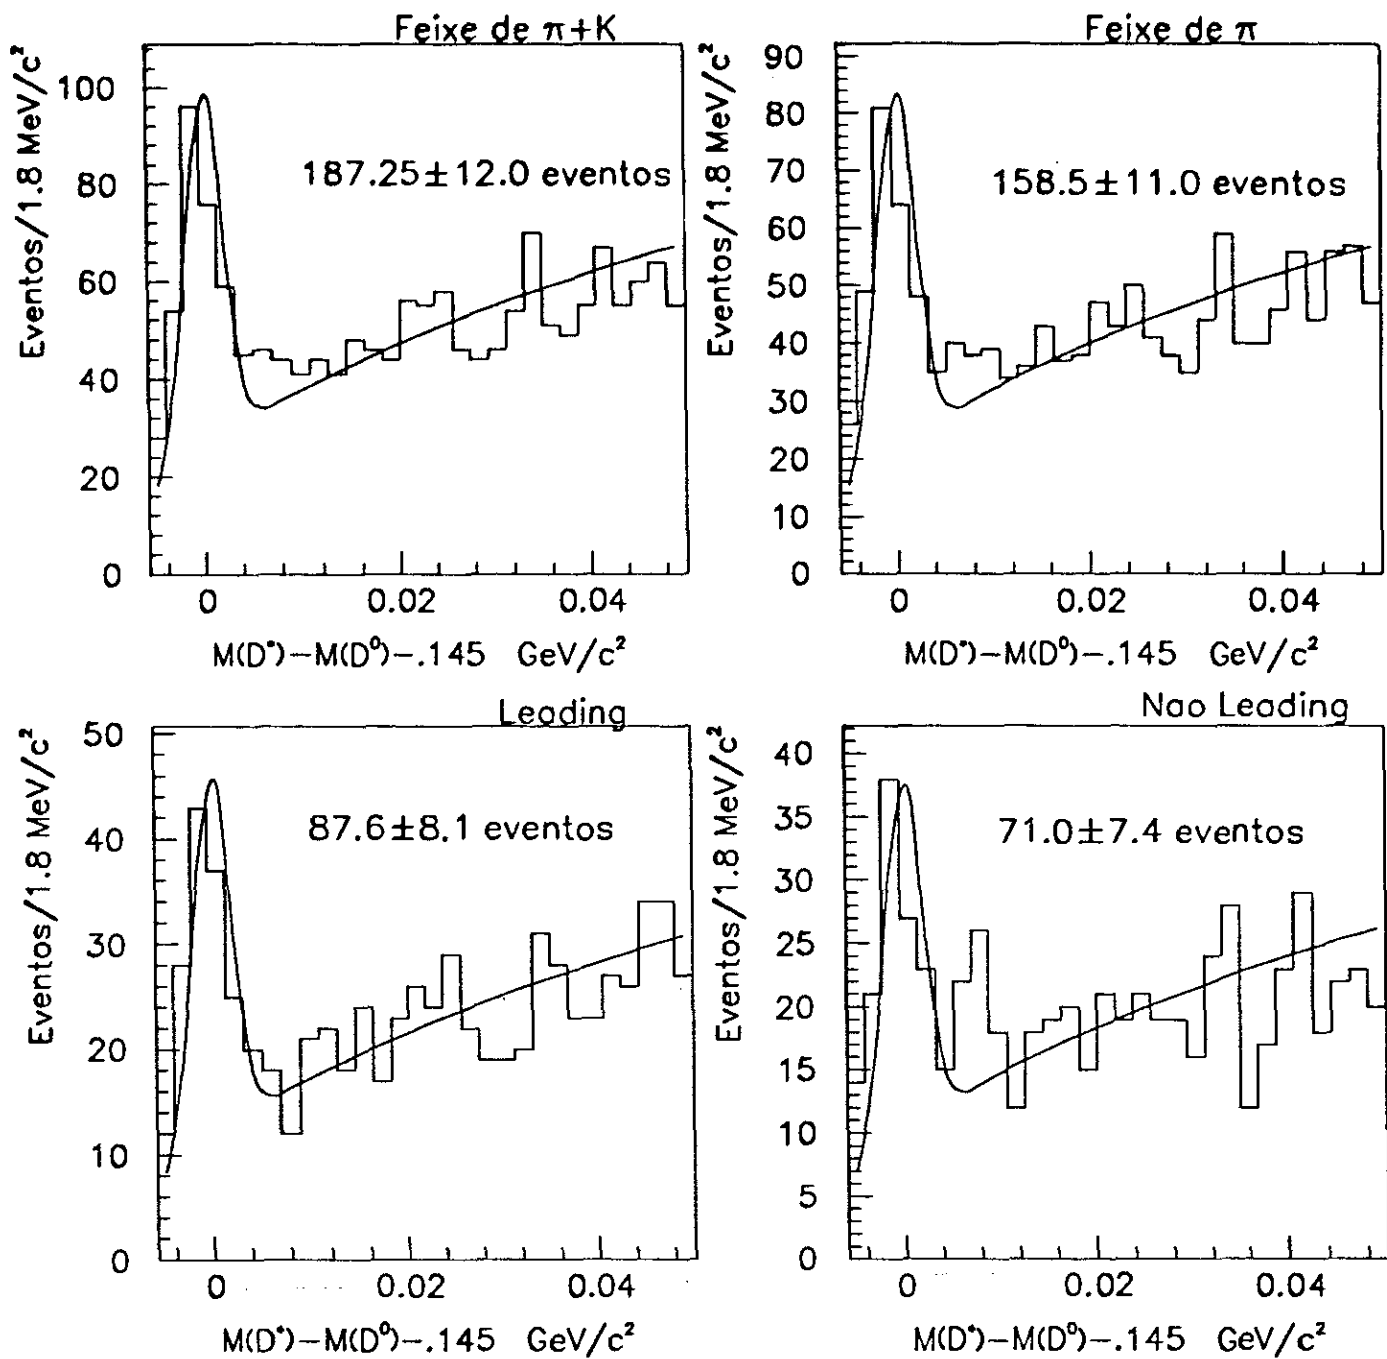 Feixe de π+K
Eventos/1.8 MeV/c²
100
80
60
40
20
0
187.25±12.0 eventos
0
0.02
0.04
M(D*)−M(D⁰)−.145 GeV/c²
Feixe de π
Eventos/1.8 MeV/c²
90
80
70
60
50
40
30
20
10
0
158.5±11.0 eventos
0
0.02
0.04
M(D*)−M(D⁰)−.145 GeV/c²
Leading
Eventos/1.8 MeV/c²
50
40
30
20
10
0
87.6±8.1 eventos
0
0.02
0.04
M(D*)−M(D⁰)−.145 GeV/c²
Nao Leading
Eventos/1.8 MeV/c²
40
35
30
25
20
15
10
5
0
71.0±7.4 eventos
0
0.02
0.04
M(D*)−M(D⁰)−.145 GeV/c²